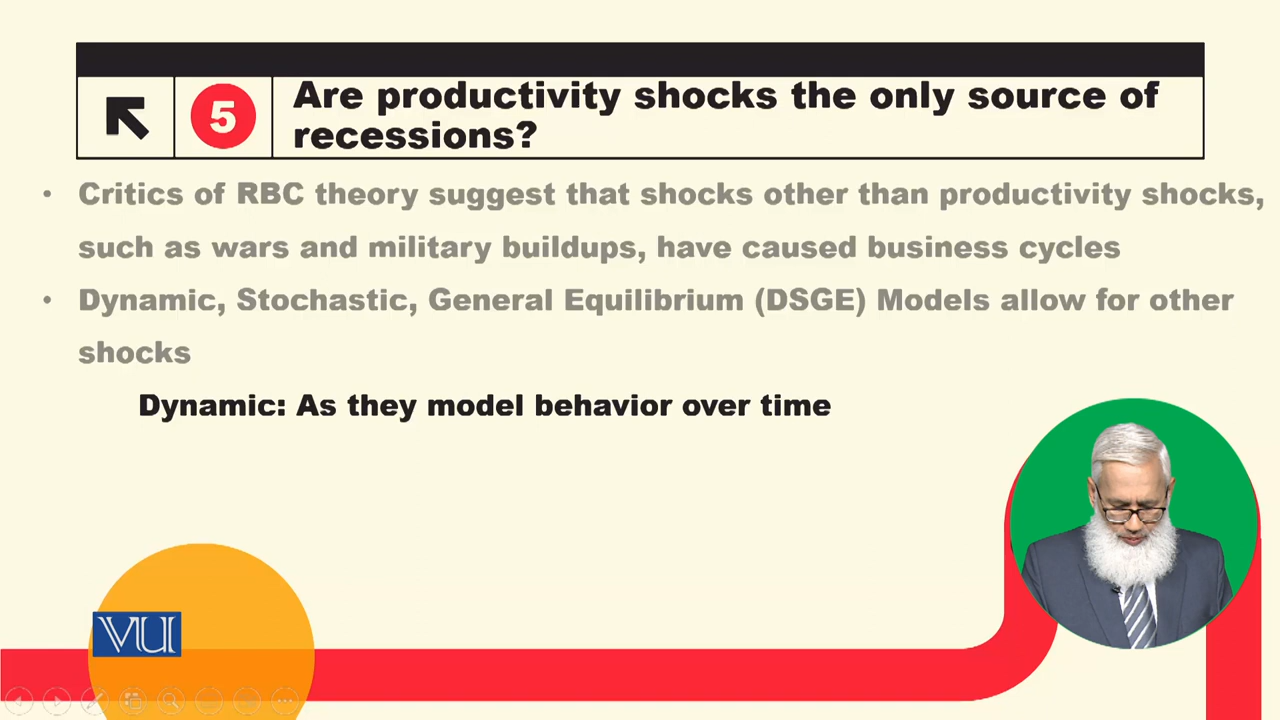 5
Are productivity shocks the only source of
recessions?
• Critics of RBC theory suggest that shocks other than productivity shocks,
such as wars and military buildups, have caused business cycles
• Dynamic, Stochastic, General Equilibrium (DSGE) Models allow for other
shocks
Dynamic: As they model behavior over time
VU